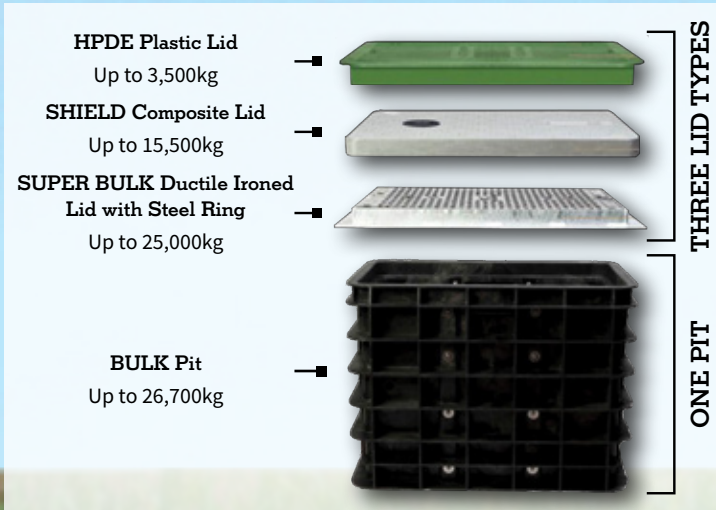 HPDE Plastic Lid
Up to 3,500kg
SHIELD Composite Lid
Up to 15,500kg
SUPER BULK Ductile Ironed
Lid with Steel Ring
Up to 25,000kg
THREE LID TYPES
BULK Pit
Up to 26,700kg
ONE PIT